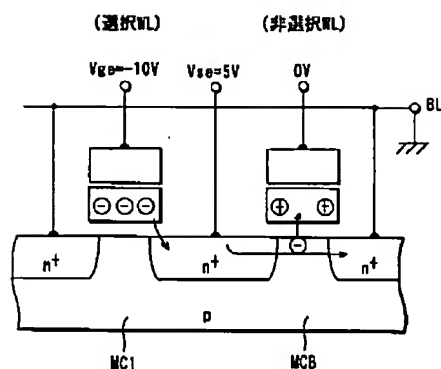 (選択WL) (非選択WL)
Vge=-10V Vse=5V 0V
BL
⊖⊖⊖ ⊕ ⊕
n⁺ n⁺ ⊖ n⁺
p
MC1 MCB